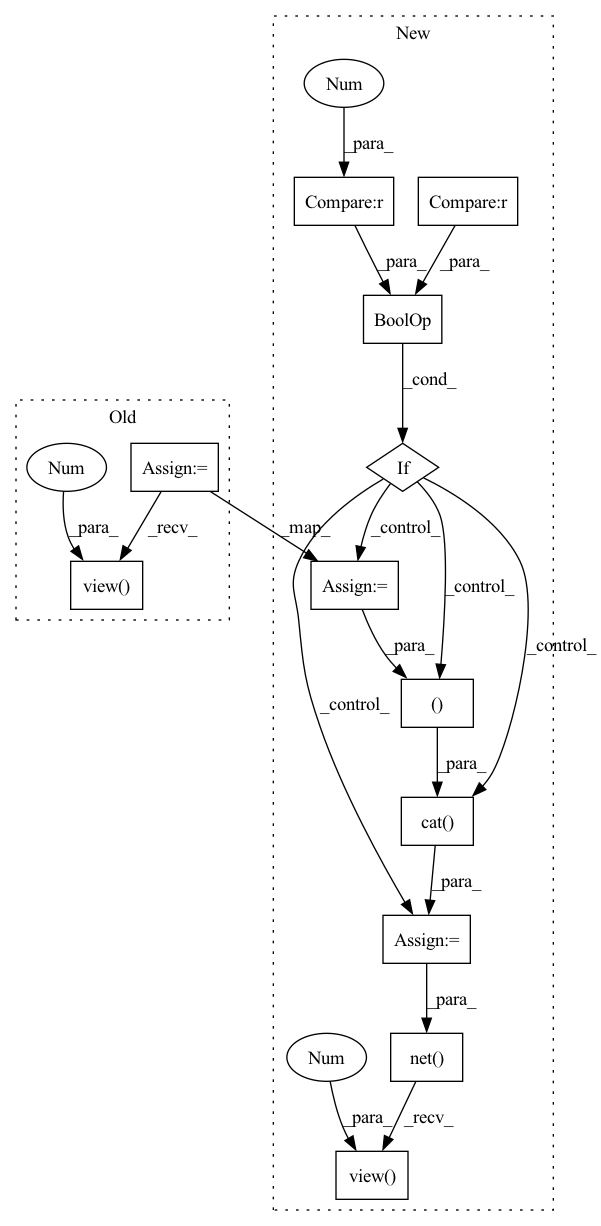 New
Num
_para_
Compare:r
Compare:r
_para_
_para_
BoolOp
_cond_
Old
Num
Assign:=
If
_para_
_recv_
_map_
_control_
_control_
view()
Assign:=
_control_
_para_
_control_
()
_para_
cat()
_para_
Assign:=
_para_
Num
net()
_para_
_recv_
view()